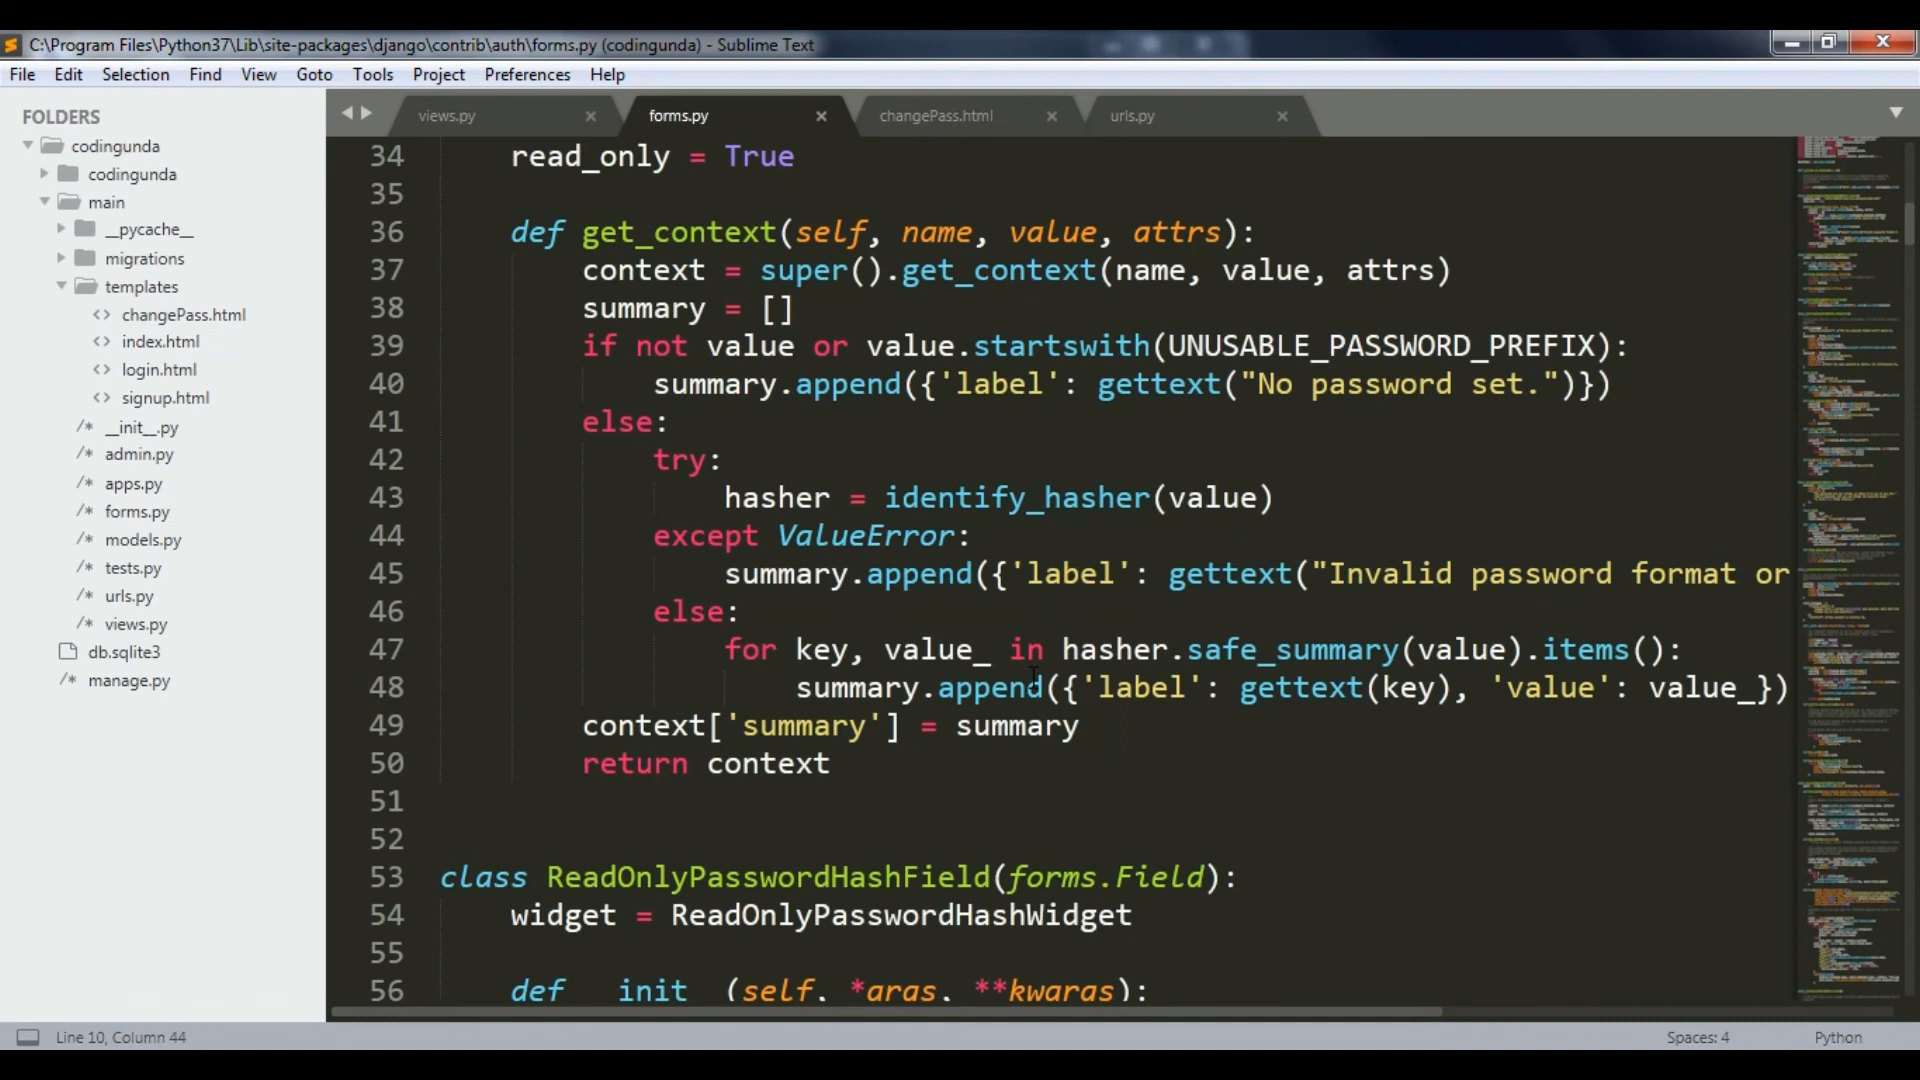 C:\Program Files\Python37\Lib\site-packages\django\contrib\auth\forms.py (codingunda) - Sublime Text
File Edit Selection Find View Goto Tools Project Preferences Help
FOLDERS
codingunda
codingunda
main
__pycache__
migrations
templates
<> changePass.html
<> index.html
<> login.html
<> signup.html
/* __init__.py
/* admin.py
/* apps.py
/* forms.py
/* models.py
/* tests.py
/* urls.py
/* views.py
db.sqlite3
/* manage.py
views.py × forms.py × changePass.html × urls.py ×
34     read_only = True
35
36     def get_context(self, name, value, attrs):
37         context = super().get_context(name, value, attrs)
38         summary = []
39         if not value or value.startswith(UNUSABLE_PASSWORD_PREFIX):
40             summary.append({'label': gettext("No password set.")})
41         else:
42             try:
43                 hasher = identify_hasher(value)
44             except ValueError:
45                 summary.append({'label': gettext("Invalid password format or
46             else:
47                 for key, value_ in hasher.safe_summary(value).items():
48                     summary.append({'label': gettext(key), 'value': value_})
49         context['summary'] = summary
50         return context
51
52
53 class ReadOnlyPasswordHashField(forms.Field):
54     widget = ReadOnlyPasswordHashWidget
55
56     def __init__(self, *args, **kwargs):
Line 10, Column 44
Spaces: 4
Python